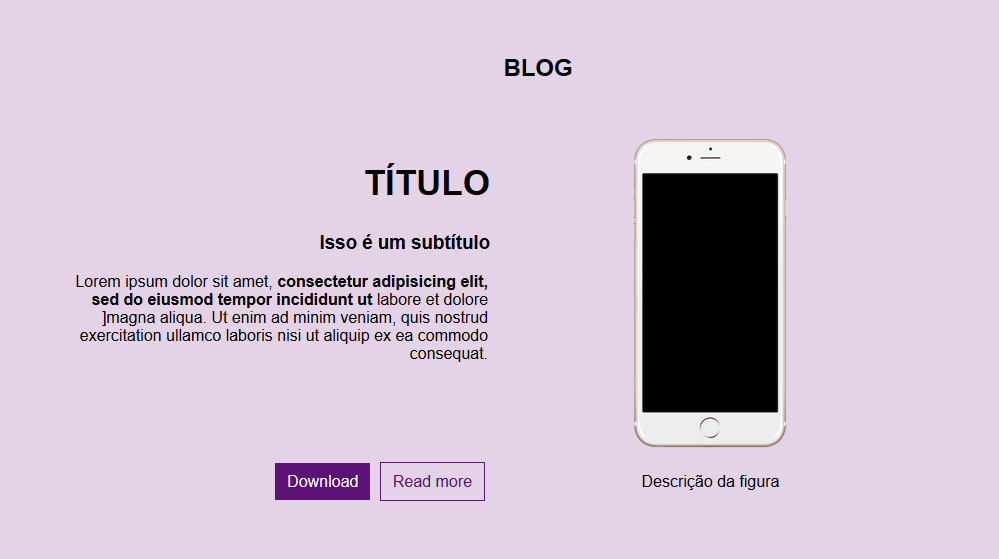 BLOG
TÍTULO
Isso é um subtítulo
Lorem ipsum dolor sit amet, consectetur adipisicing elit,
sed do eiusmod tempor incididunt ut labore et dolore
]magna aliqua. Ut enim ad minim veniam, quis nostrud
exercitation ullamco laboris nisi ut aliquip ex ea commodo
consequat.
Download
Read more
Descrição da figura